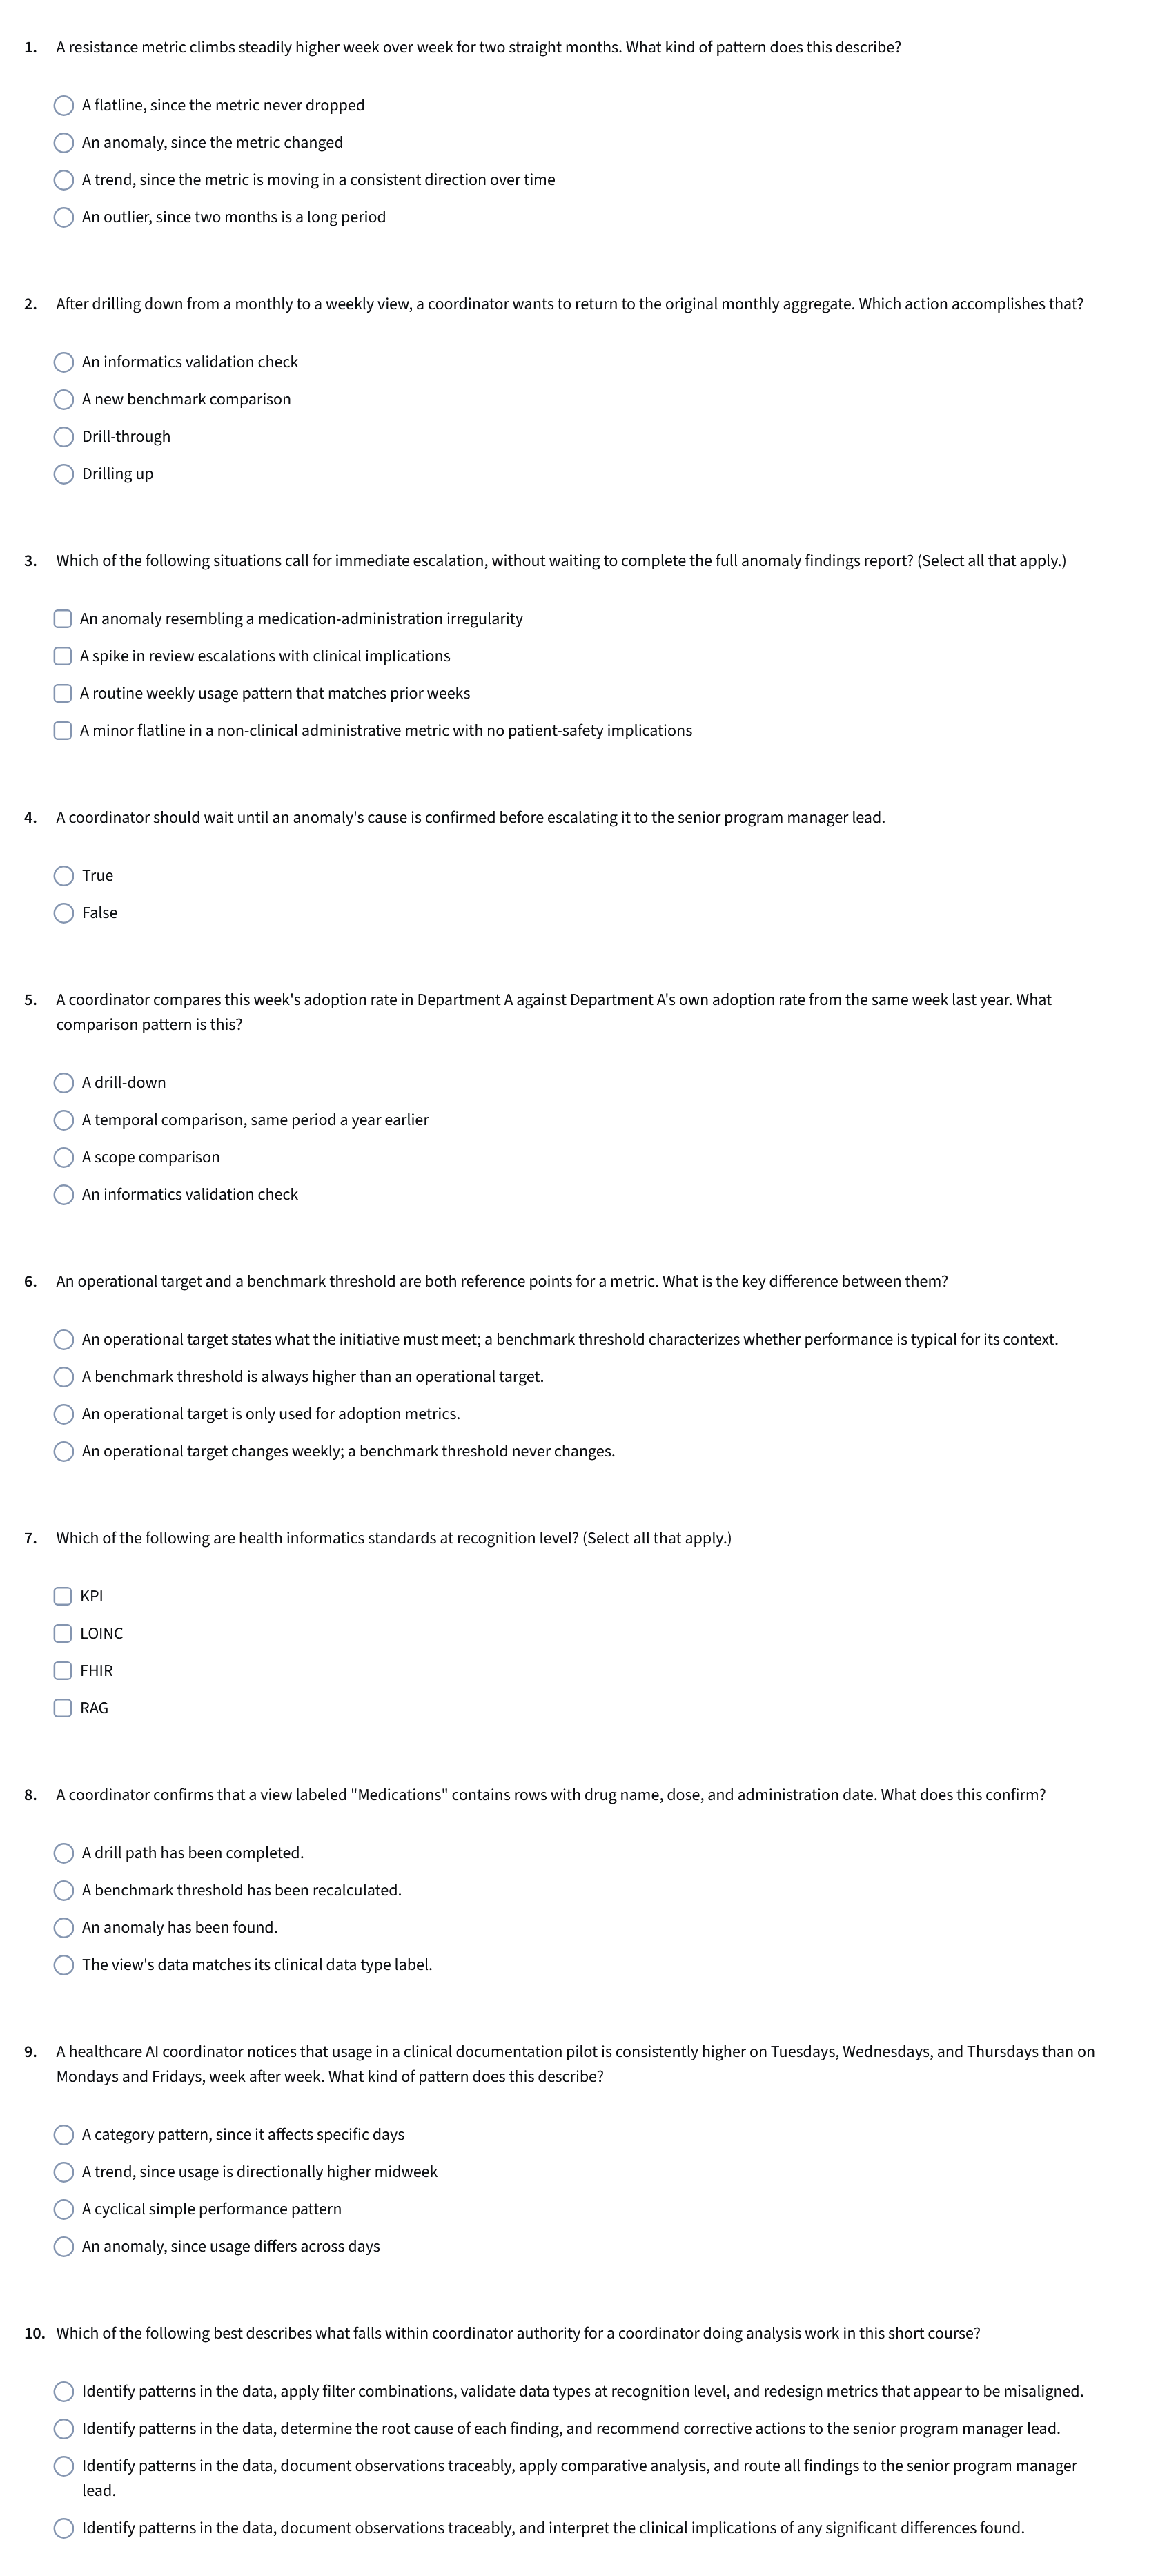 1. A resistance metric climbs steadily higher week over week for two straight months. What kind of pattern does this describe?
A flatline, since the metric never dropped
An anomaly, since the metric changed
A trend, since the metric is moving in a consistent direction over time
An outlier, since two months is a long period
2. After drilling down from a monthly to a weekly view, a coordinator wants to return to the original monthly aggregate. Which action accomplishes that?
An informatics validation check
A new benchmark comparison
Drill-through
Drilling up
3. Which of the following situations call for immediate escalation, without waiting to complete the full anomaly findings report? (Select all that apply.)
An anomaly resembling a medication-administration irregularity
A spike in review escalations with clinical implications
A routine weekly usage pattern that matches prior weeks
A minor flatline in a non-clinical administrative metric with no patient-safety implications
4. A coordinator should wait until an anomaly's cause is confirmed before escalating it to the senior program manager lead.
True
False
5. A coordinator compares this week's adoption rate in Department A against Department A's own adoption rate from the same week last year. What
comparison pattern is this?
A drill-down
A temporal comparison, same period a year earlier
A scope comparison
An informatics validation check
6. An operational target and a benchmark threshold are both reference points for a metric. What is the key difference between them?
An operational target states what the initiative must meet; a benchmark threshold characterizes whether performance is typical for its context.
A benchmark threshold is always higher than an operational target.
An operational target is only used for adoption metrics.
An operational target changes weekly; a benchmark threshold never changes.
7. Which of the following are health informatics standards at recognition level? (Select all that apply.)
KPI
LOINC
FHIR
RAG
8. A coordinator confirms that a view labeled "Medications" contains rows with drug name, dose, and administration date. What does this confirm?
A drill path has been completed.
A benchmark threshold has been recalculated.
An anomaly has been found.
The view's data matches its clinical data type label.
9. A healthcare AI coordinator notices that usage in a clinical documentation pilot is consistently higher on Tuesdays, Wednesdays, and Thursdays than on
Mondays and Fridays, week after week. What kind of pattern does this describe?
A category pattern, since it affects specific days
A trend, since usage is directionally higher midweek
A cyclical simple performance pattern
An anomaly, since usage differs across days
10. Which of the following best describes what falls within coordinator authority for a coordinator doing analysis work in this short course?
Identify patterns in the data, apply filter combinations, validate data types at recognition level, and redesign metrics that appear to be misaligned.
Identify patterns in the data, determine the root cause of each finding, and recommend corrective actions to the senior program manager lead.
Identify patterns in the data, document observations traceably, apply comparative analysis, and route all findings to the senior program manager
lead.
Identify patterns in the data, document observations traceably, and interpret the clinical implications of any significant differences found.